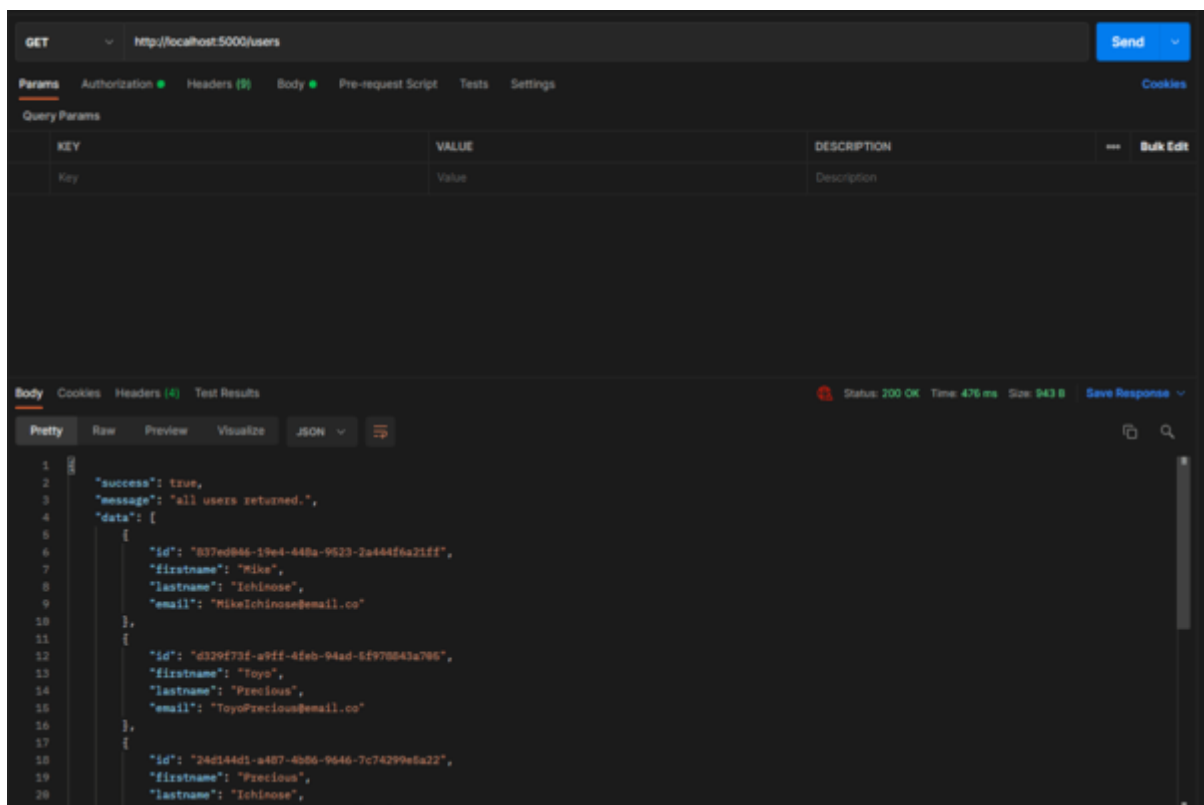 GET http://localhost:5000/users Send
Params Authorization Headers (9) Body Pre-request Script Tests Settings Cookies
Query Params
KEY VALUE DESCRIPTION ••• Bulk Edit
Key Value Description
Body Cookies Headers (4) Test Results Status: 200 OK Time: 476 ms Size: 943 B Save Response
Pretty Raw Preview Visualize JSON
1 {
2 "success": true,
3 "message": "all users returned.",
4 "data": [
5 {
6 "id": "837ed046-19e4-448a-9523-2a444f6a21ff",
7 "firstname": "Mike",
8 "lastname": "Ichinose",
9 "email": "MikeIchinose@email.co"
10 },
11 {
12 "id": "d329f73f-a9ff-4feb-94ad-5f978843a705",
13 "firstname": "Toyo",
14 "lastname": "Precious",
15 "email": "ToyoPrecious@email.co"
16 },
17 {
18 "id": "24d144d1-a487-4b86-9646-7c74299e5a22",
19 "firstname": "Precious",
20 "lastname": "Ichinose",